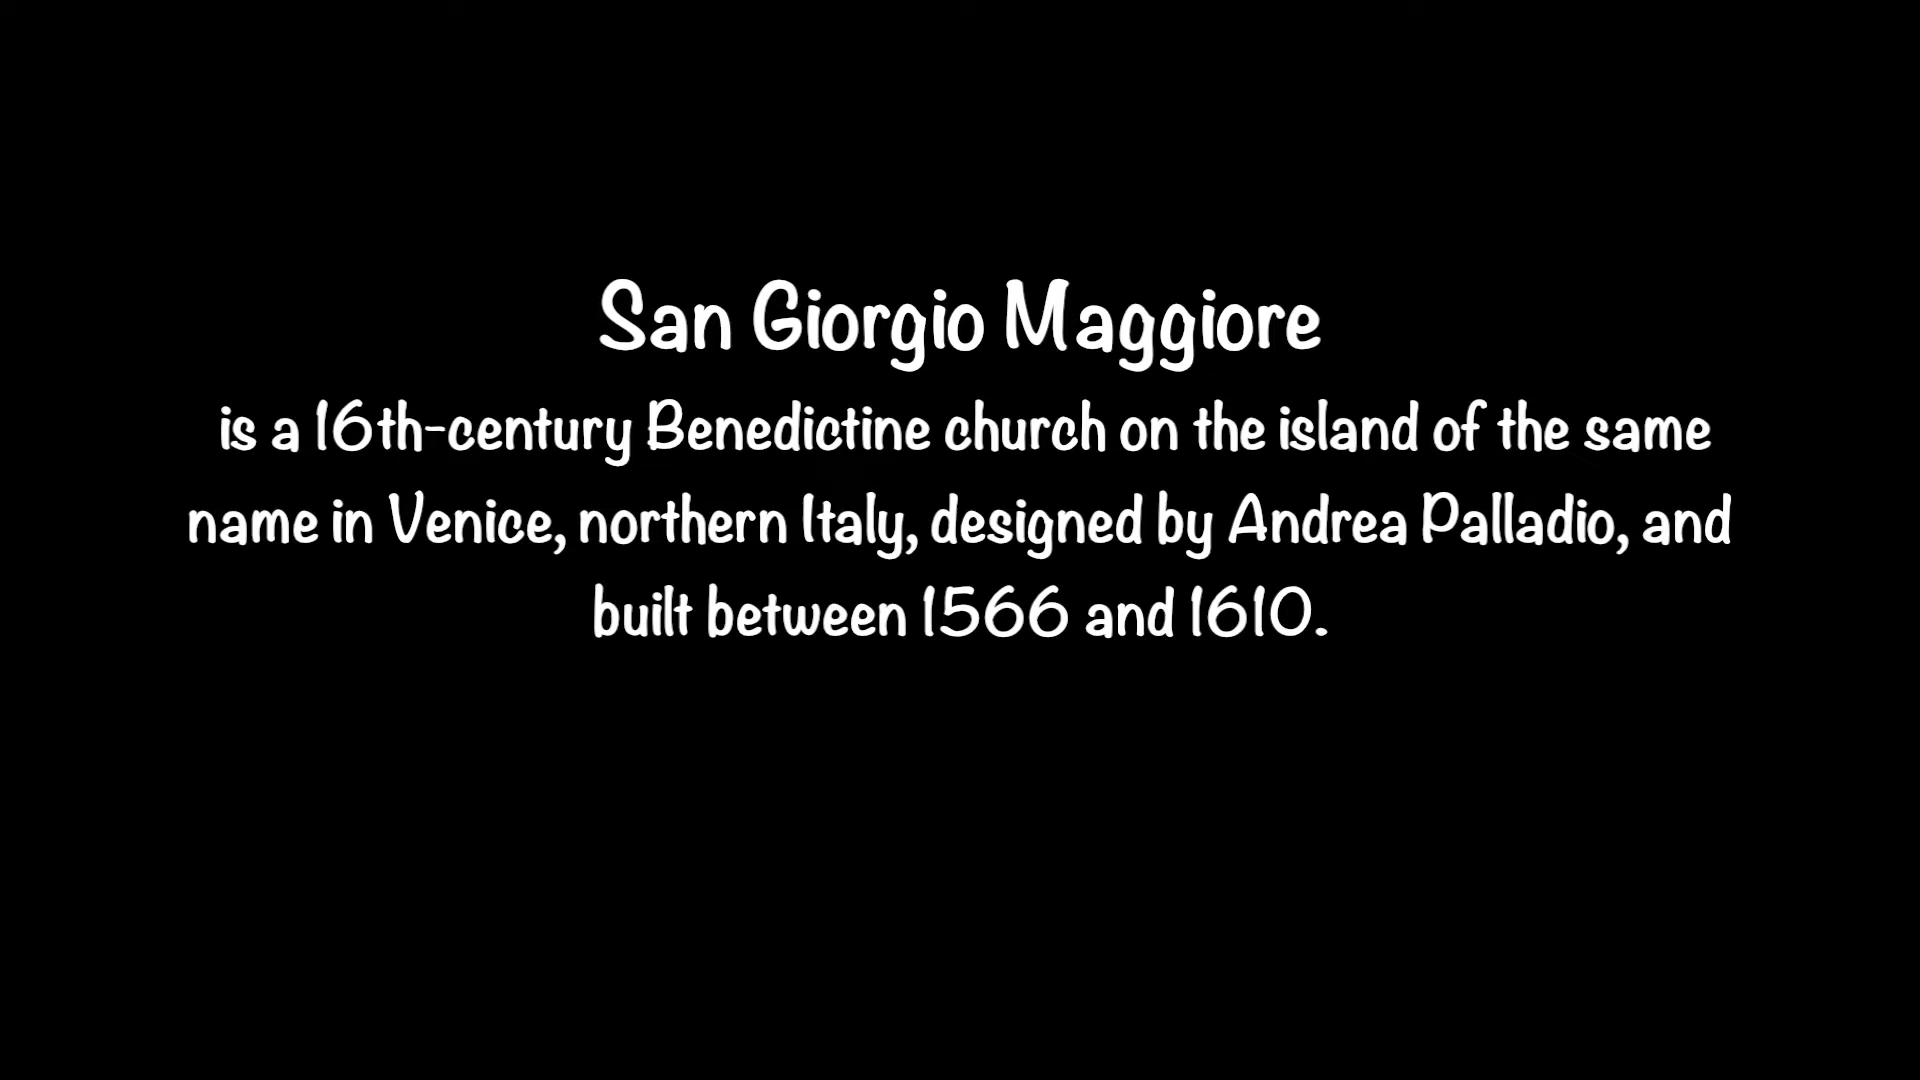 San Giorgio Maggiore
is a 16th-century Benedictine church on the island of the same
name in Venice, northern Italy, designed by Andrea Palladio, and
built between 1566 and 1610.